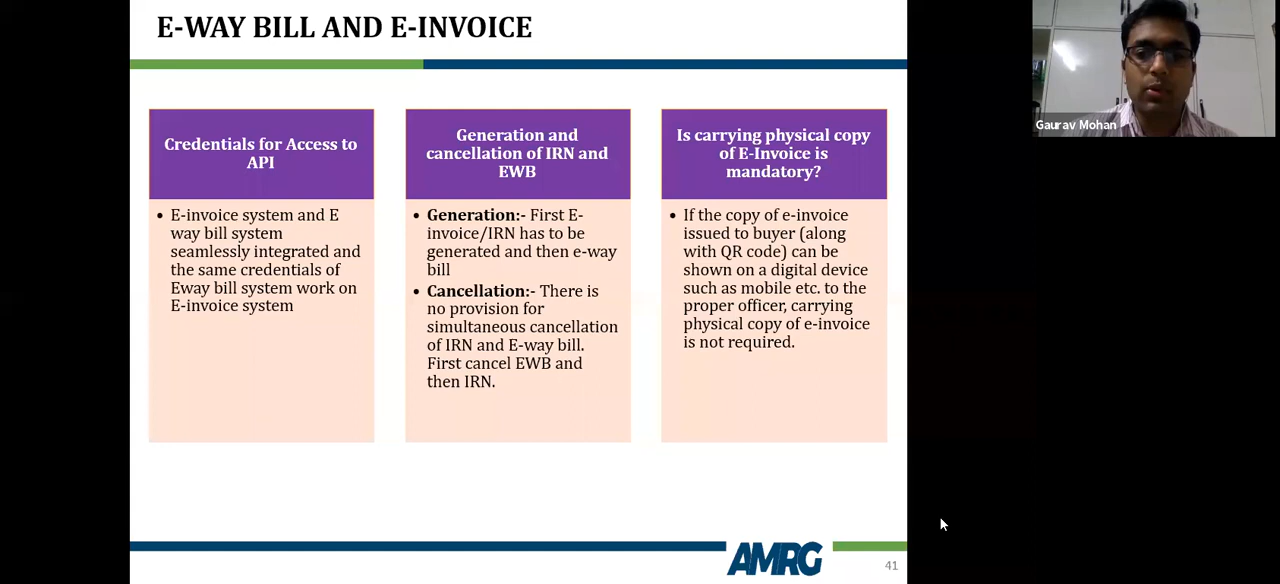 E-WAY BILL AND E-INVOICE
Credentials for Access to
API
• E-invoice system and E
way bill system
seamlessly integrated and
the same credentials of
Eway bill system work on
E-invoice system
Generation and
cancellation of IRN and
EWB
• Generation:- First E-
invoice/IRN has to be
generated and then e-way
bill
• Cancellation:- There is
no provision for
simultaneous cancellation
of IRN and E-way bill.
First cancel EWB and
then IRN.
Is carrying physical copy
of E-Invoice is
mandatory?
• If the copy of e-invoice
issued to buyer (along
with QR code) can be
shown on a digital device
such as mobile etc. to the
proper officer, carrying
physical copy of e-invoice
is not required.
Gaurav Mohan
AMRG
41